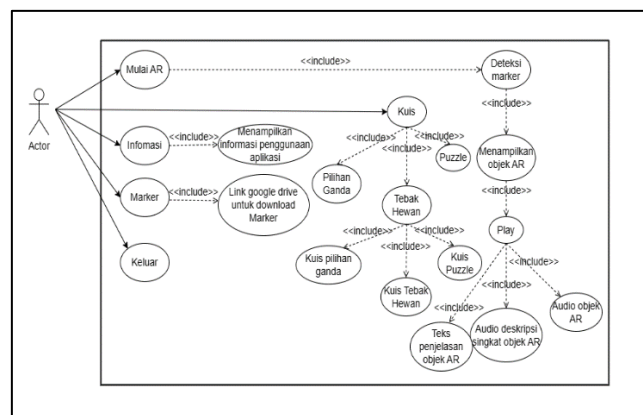 <<include>>
Mulai AR
Deteksi
marker
Actor
Kuis
<<include>>
Infomasi
<<include>>
Menampilkan
informasi penggunaan
aplikasi
<<include>>
<<include>>
<<include>>
Puzzle
Pilihan
Ganda
Menampilkan
objek AR
Marker
<<include>>
Link google drive
untuk download
Marker
Tebak
Hewan
<<include>>
Play
<<include>>
<<include>>
<<include>>
Keluar
Kuis pilihan
ganda
Kuis
Puzzle
Kuis Tebak
Hewan
<<include>>
<<include>>
<<include>>
Audio objek
AR
Teks
penjelasan
objek AR
Audio deskripsi
singkat objek AR